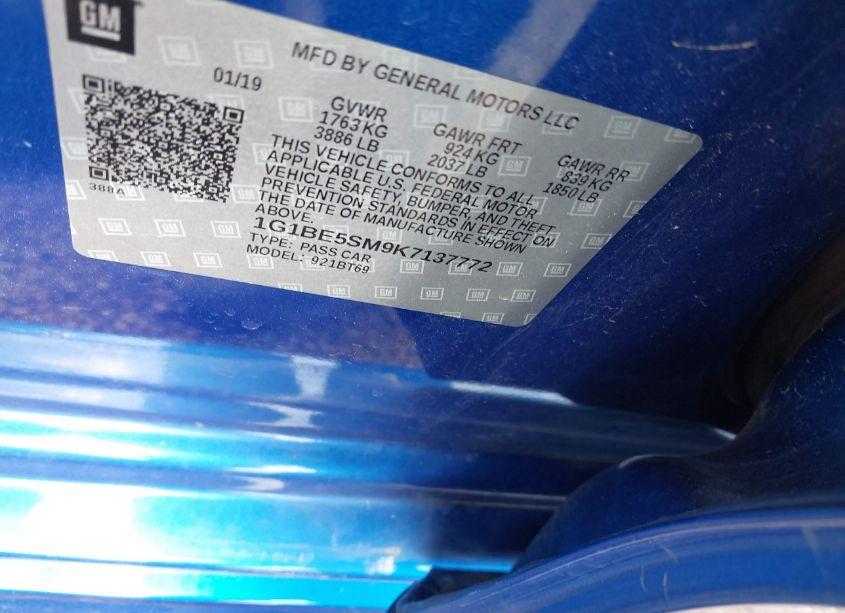 GM
MFD BY GENERAL MOTORS LLC
01/19
GVWR
1763 KG
3886 LB
GAWR FRT
924 KG
2037 LB
GAWR RR
839 KG
1850 LB
THIS VEHICLE CONFORMS TO ALL
APPLICABLE U.S. FEDERAL MOTOR
VEHICLE SAFETY, BUMPER, AND THEFT
PREVENTION STANDARDS IN EFFECT ON
THE DATE OF MANUFACTURE SHOWN
ABOVE.
388A
1G1BE5SM9K7137772
TYPE: PASS CAR
MODEL: 921BT69